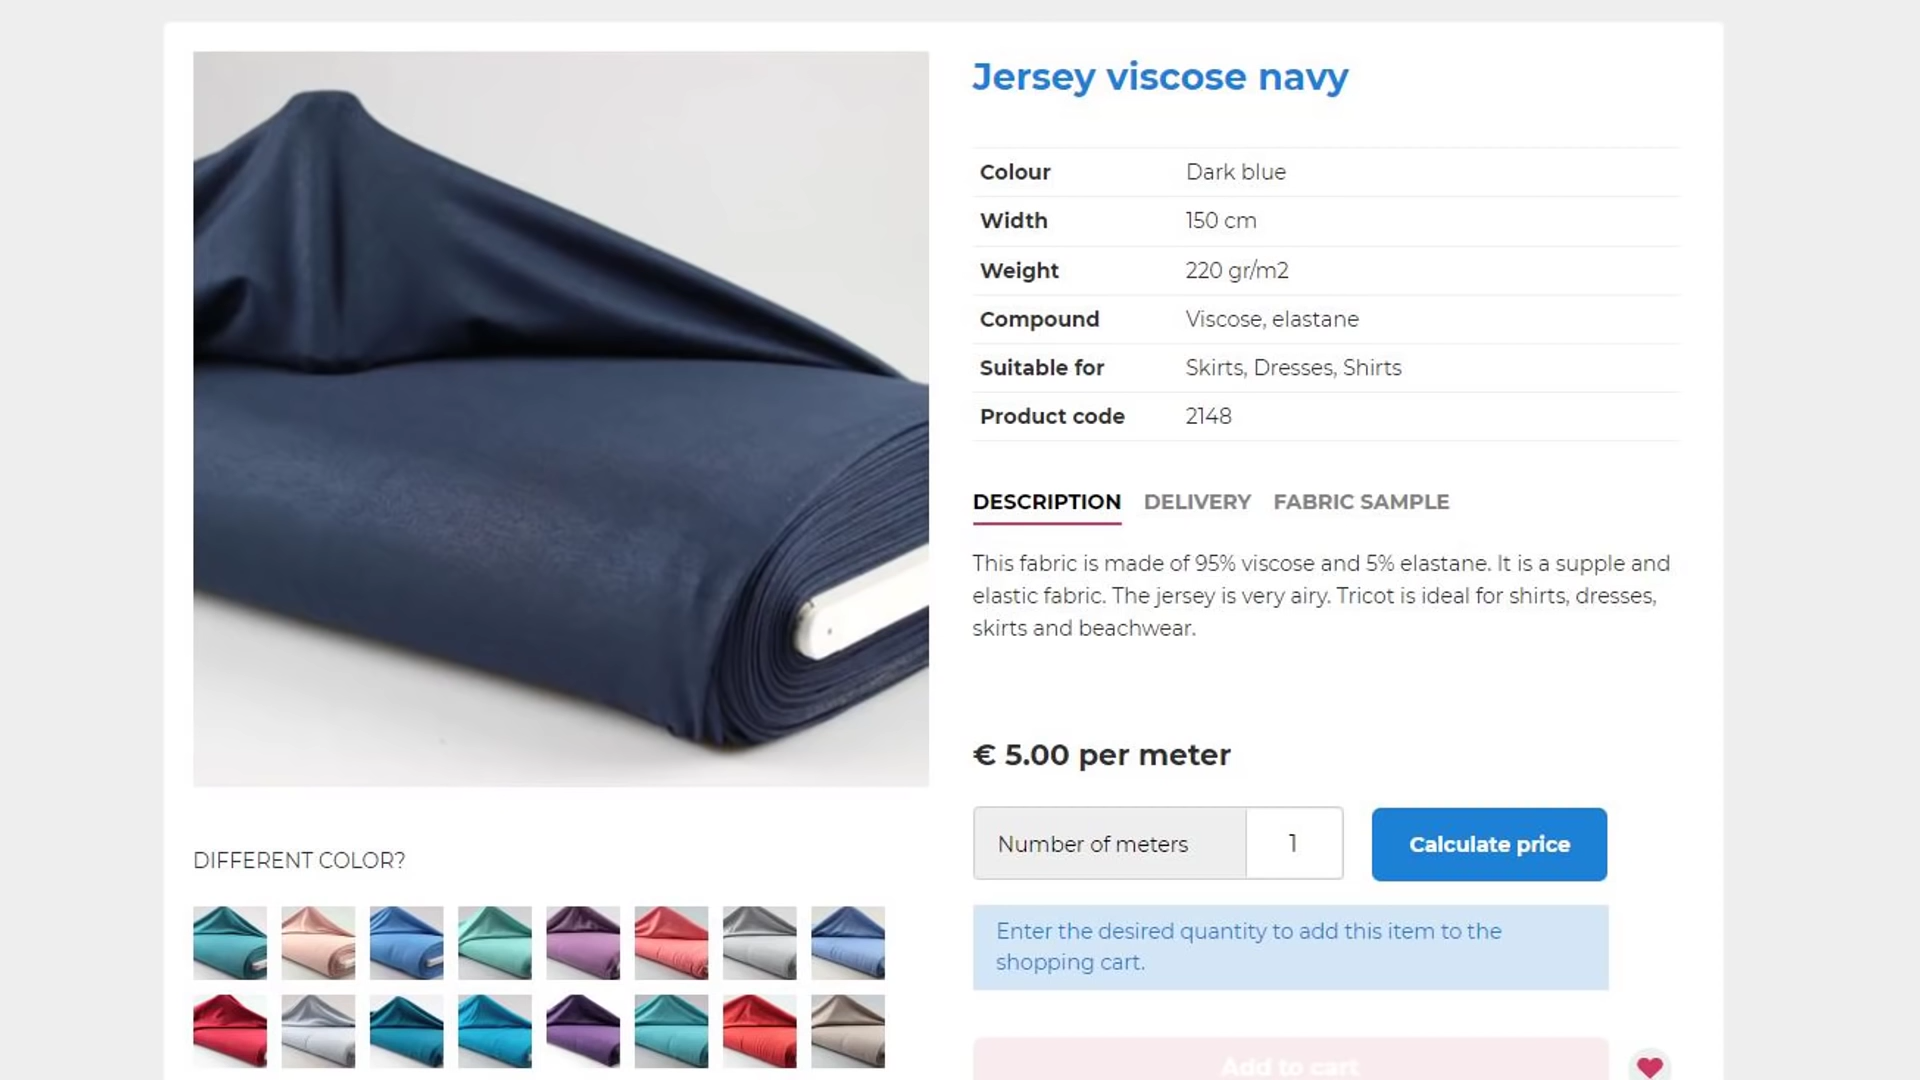 Jersey viscose navy
Colour Dark blue
Width 150 cm
Weight 220 gr/m2
Compound Viscose, elastane
Suitable for Skirts, Dresses, Shirts
Product code 2148
DESCRIPTION DELIVERY FABRIC SAMPLE
This fabric is made of 95% viscose and 5% elastane. It is a supple and
elastic fabric. The jersey is very airy. Tricot is ideal for shirts, dresses,
skirts and beachwear.
€ 5.00 per meter
Number of meters 1 Calculate price
Enter the desired quantity to add this item to the
shopping cart.
Add to cart
DIFFERENT COLOR?